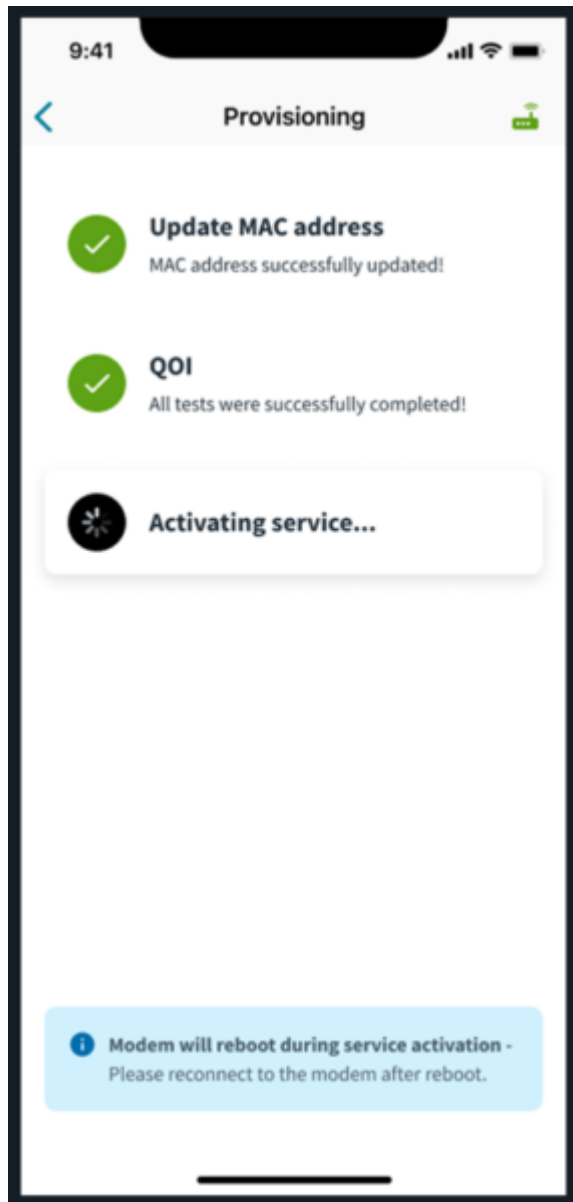 9:41
Provisioning
Update MAC address
MAC address successfully updated!
QOI
All tests were successfully completed!
Activating service...
Modem will reboot during service activation -
Please reconnect to the modem after reboot.